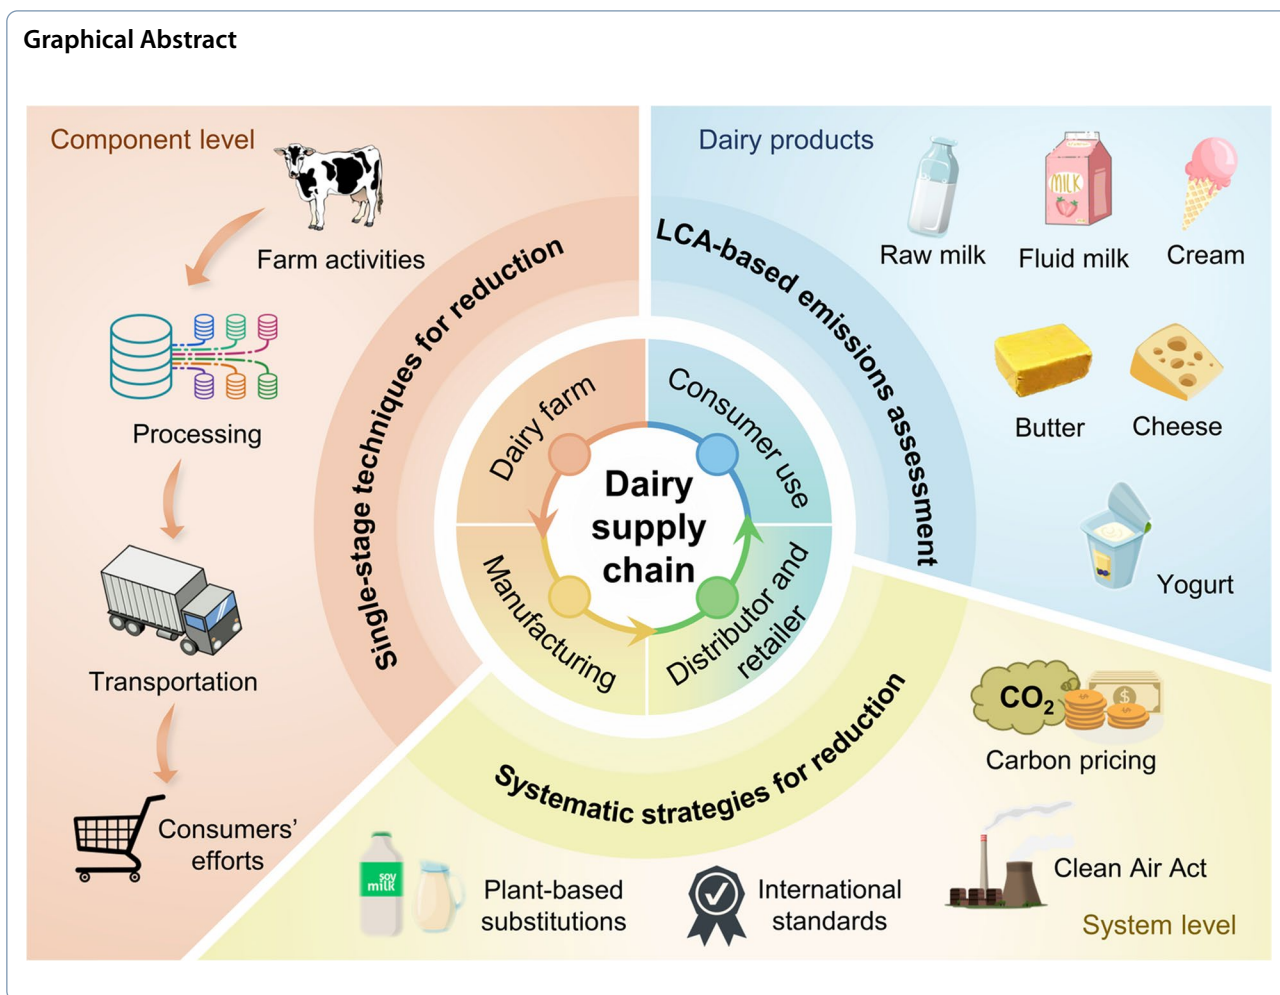 Graphical Abstract
Component level
Farm activities
Processing
Transportation
Consumers’
efforts
Single-stage techniques for reduction
Dairy products
Raw milk
MILK
Fluid milk
Cream
Butter
Cheese
Yogurt
LCA-based emissions assessment
Dairy farm
Consumer use
Manufacturing
Distributor and
retailer
Dairy
supply
chain
Systematic strategies for reduction
CO₂
$
Carbon pricing
Clean Air Act
soy
milk
Plant-based
substitutions
International
standards
System level